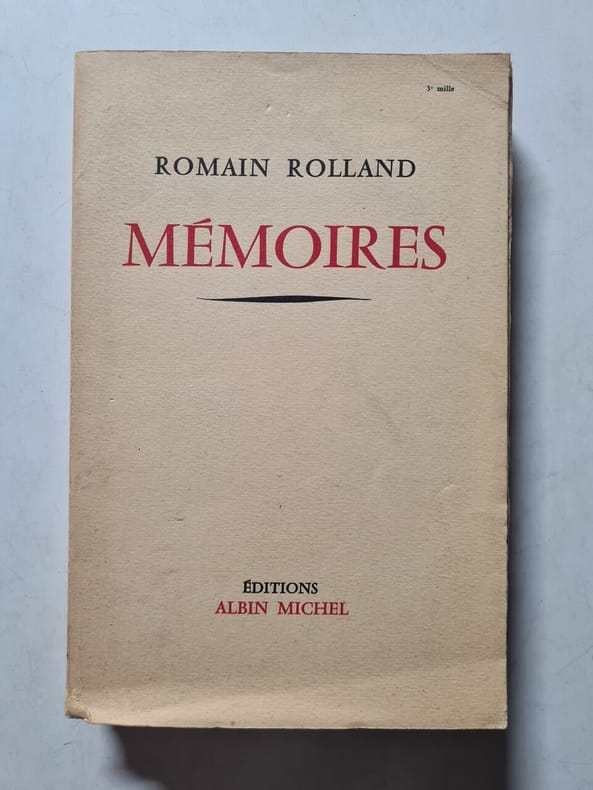 3e mille
ROMAIN ROLLAND
MÉMOIRES
ÉDITIONS
ALBIN MICHEL